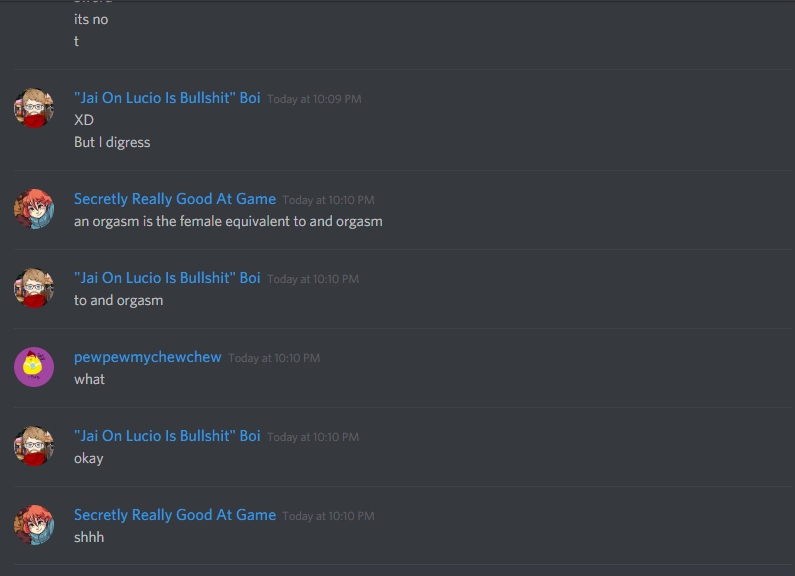 its no
t
"Jai On Lucio Is Bullshit" Boi Today at 10:09 PM
XD
But I digress
Secretly Really Good At Game Today at 10:10 PM
an orgasm is the female equivalent to and orgasm
"Jai On Lucio Is Bullshit" Boi Today at 10:10 PM
to and orgasm
pewpewmychewchew Today at 10:10 PM
what
"Jai On Lucio Is Bullshit" Boi Today at 10:10 PM
okay
Secretly Really Good At Game Today at 10:10 PM
shhh